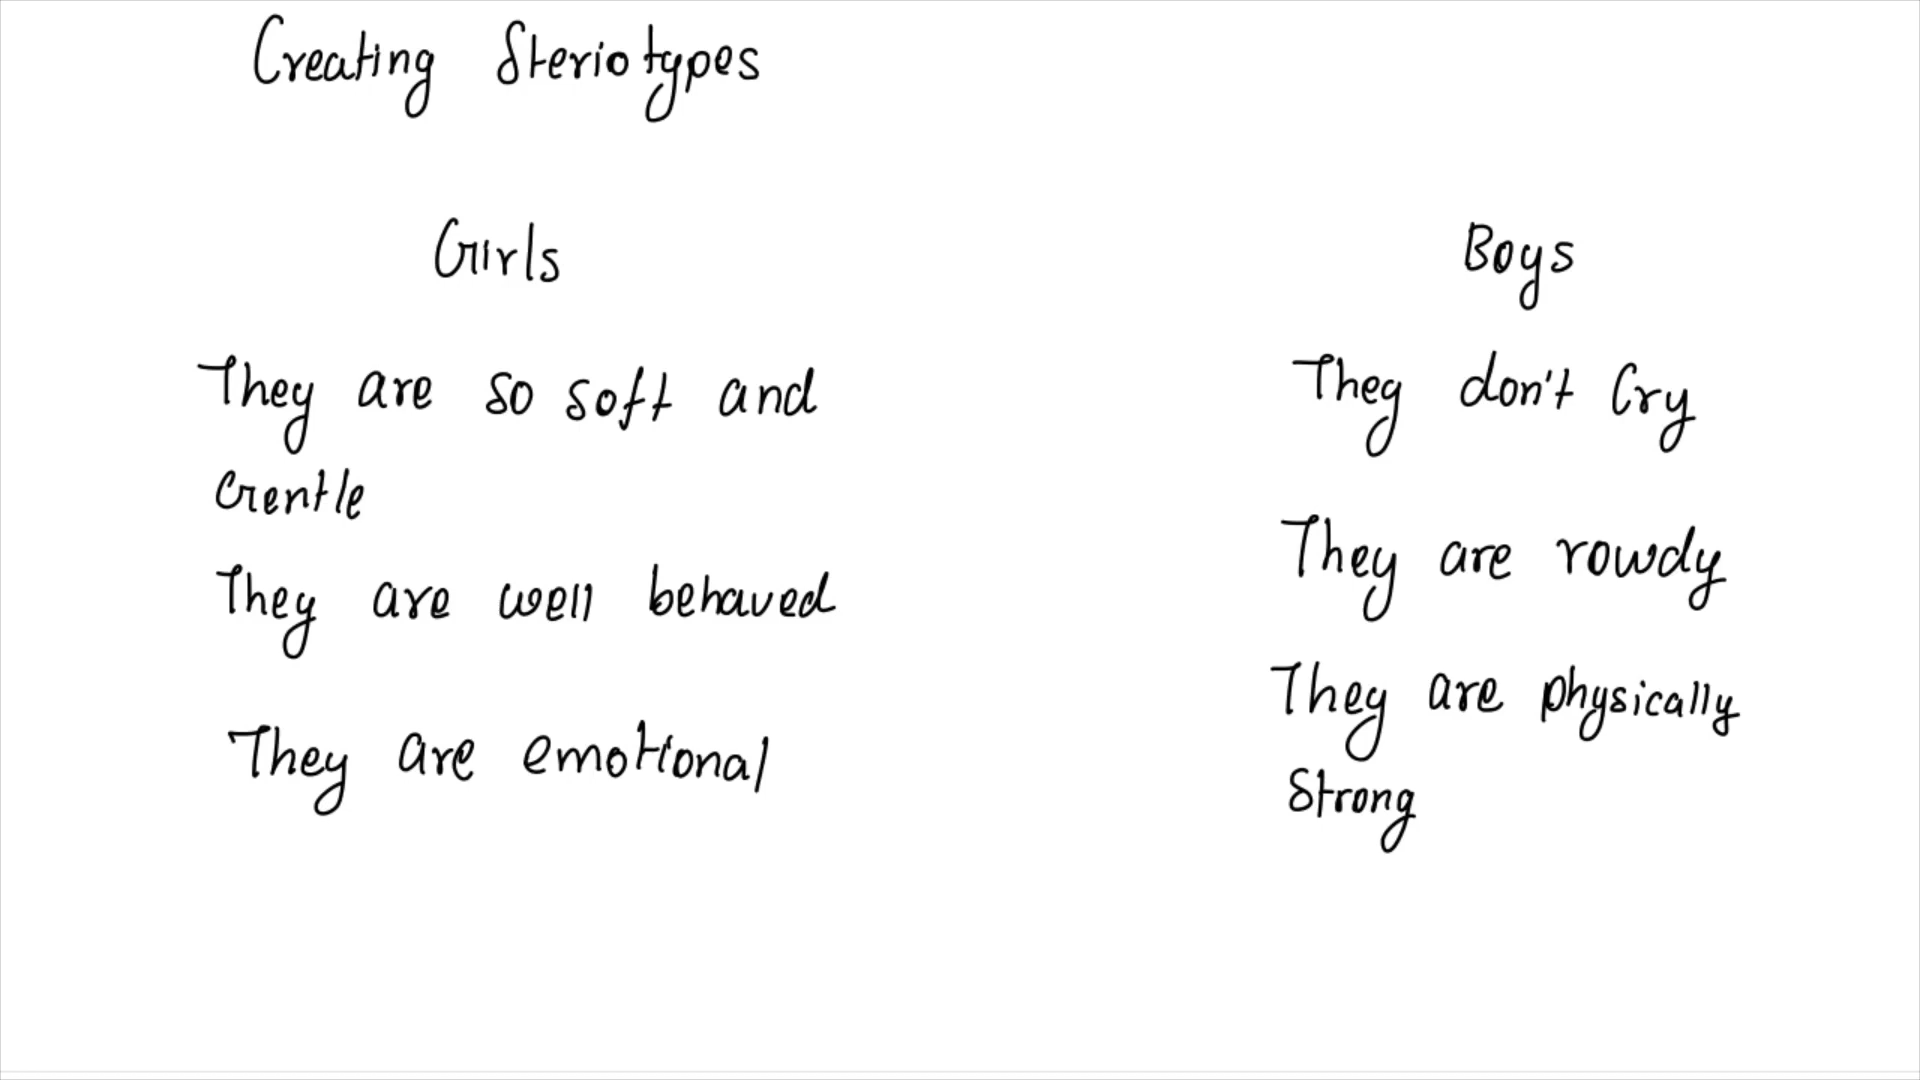 Creating Steriotypes
Girls
They are so soft and
Gentle
They are well behaved
They are emotional
Boys
They don't Cry
They are rowdy
They are physically
Strong